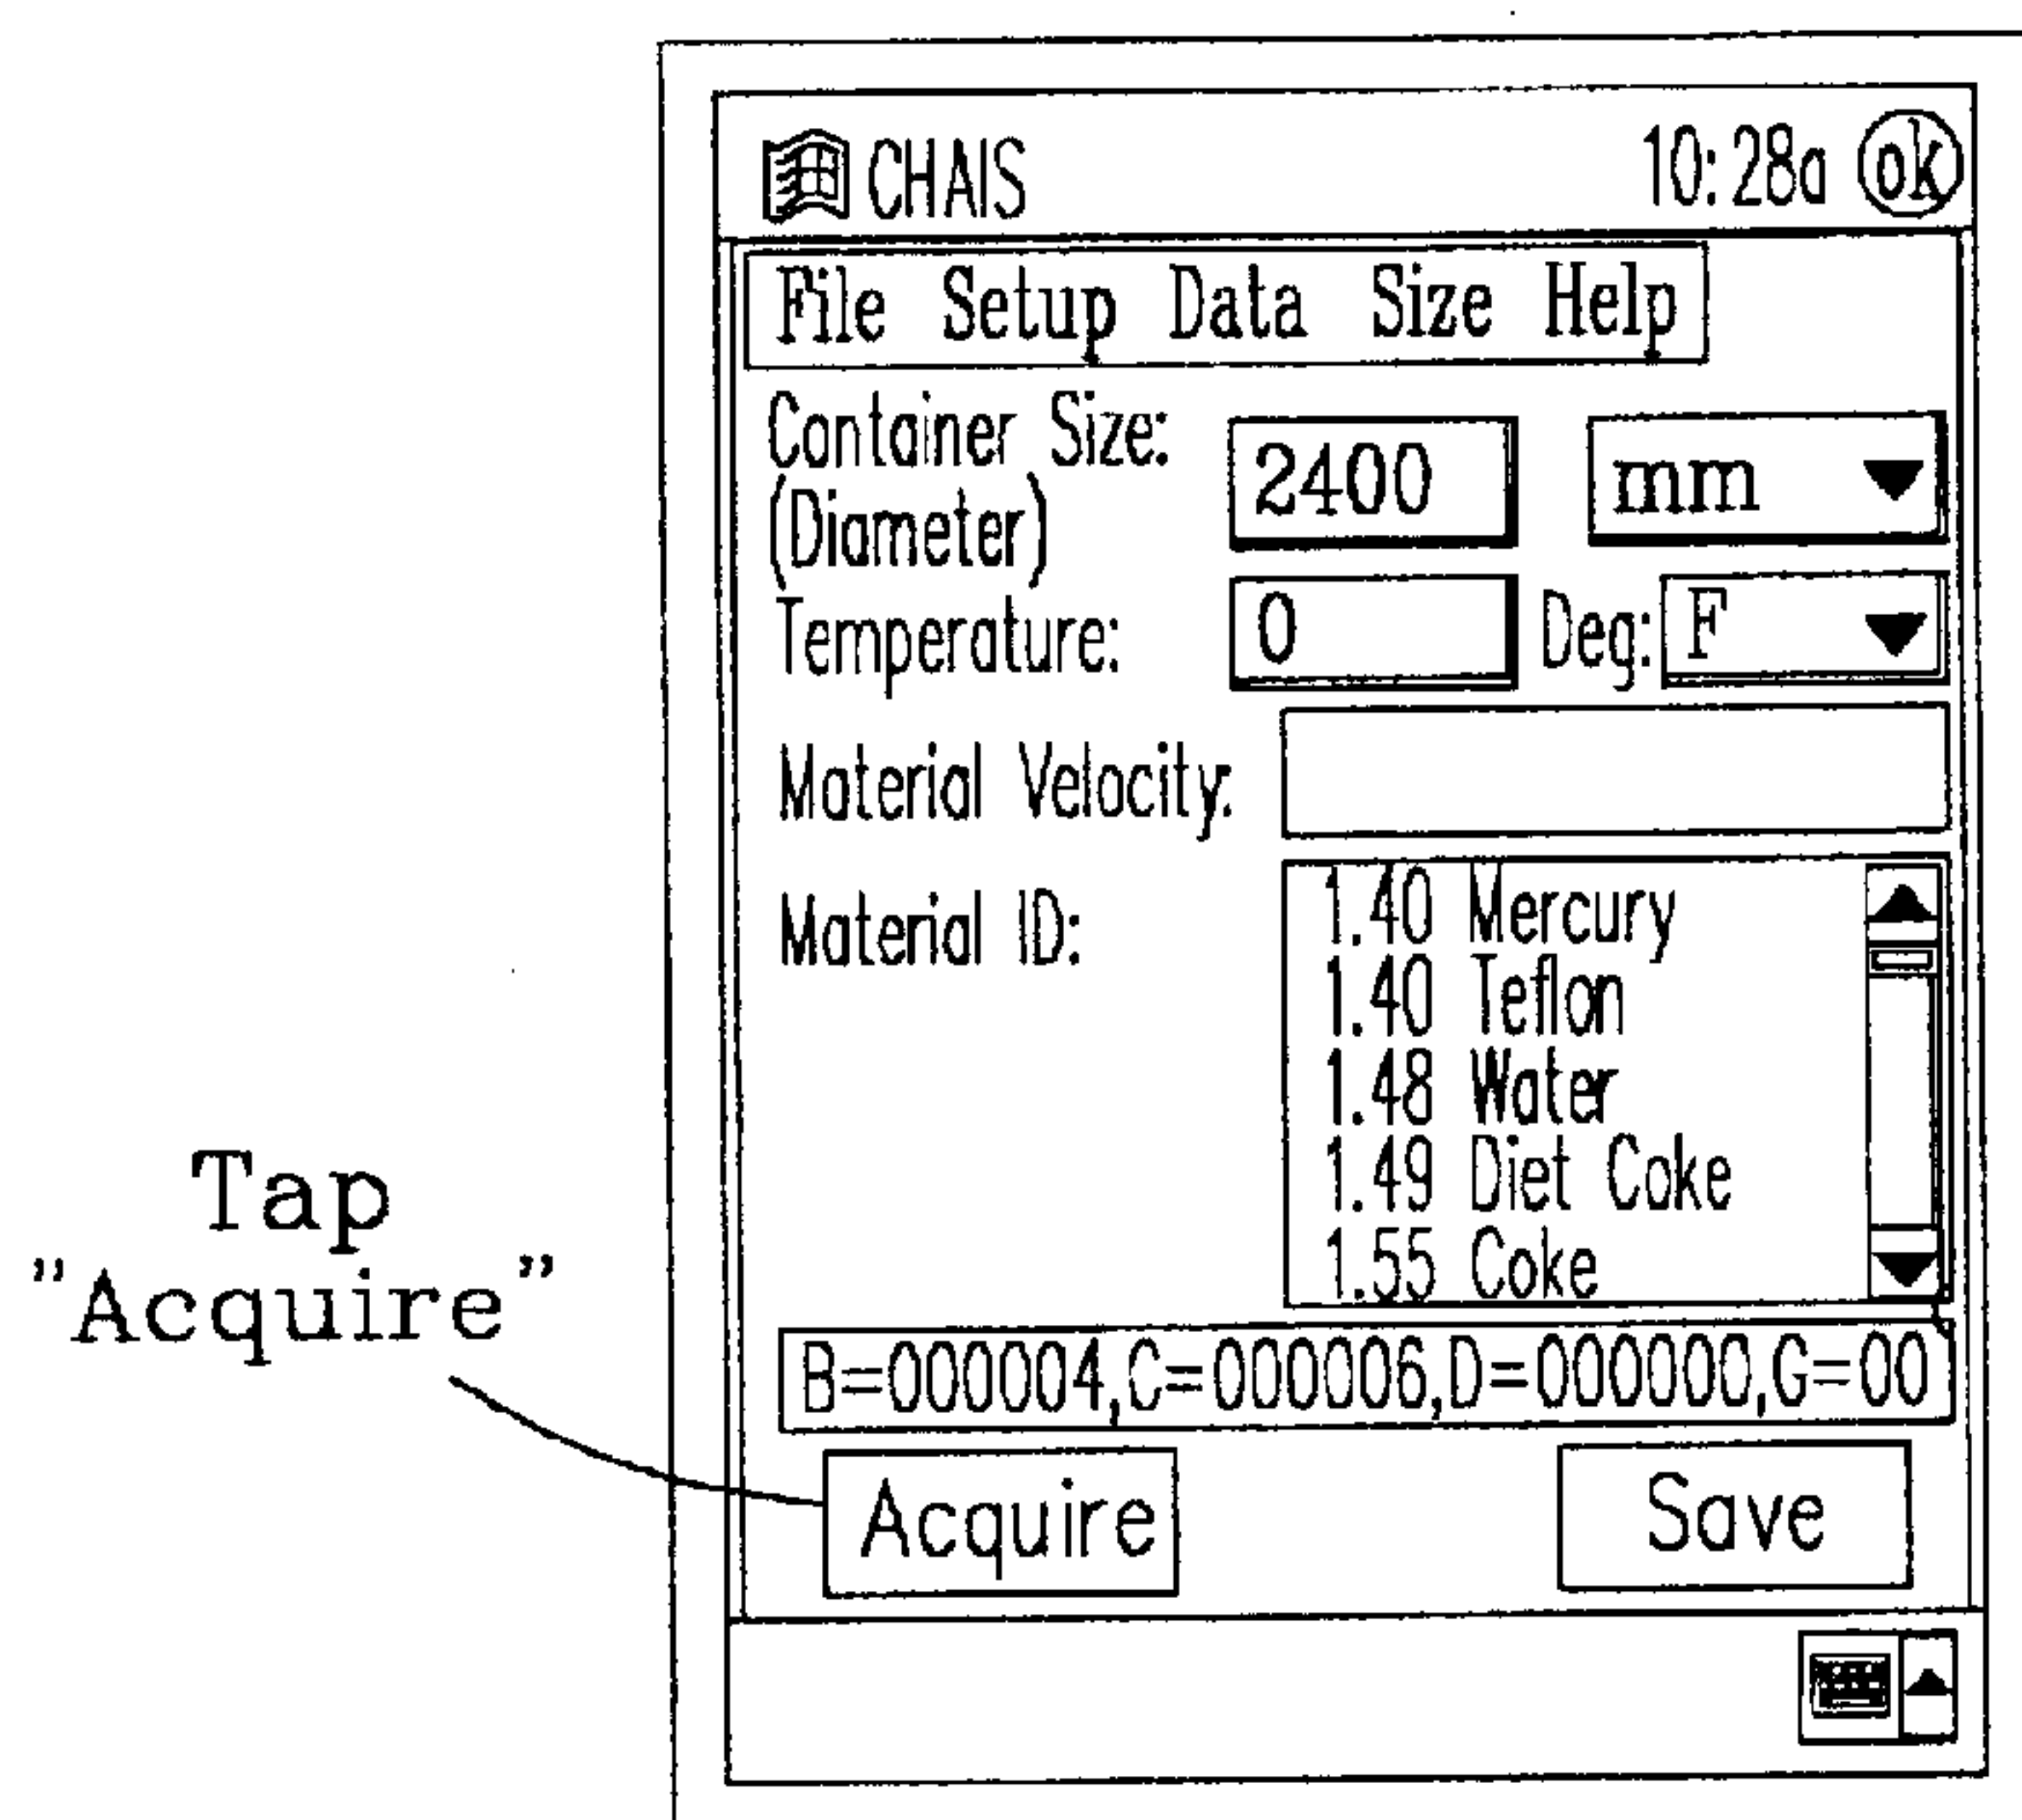 CHAIS 10:28a ok
File Setup Data Size Help
Container Size: 2400 mm
(Diameter)
Temperature: 0 Deg: F
Material Velocity:
Material ID:
1.40 Mercury
1.40 Teflon
1.48 Water
1.49 Diet Coke
1.55 Coke
B=000004,C=000006,D=000000,G=00
Acquire Save
Tap
"Acquire"